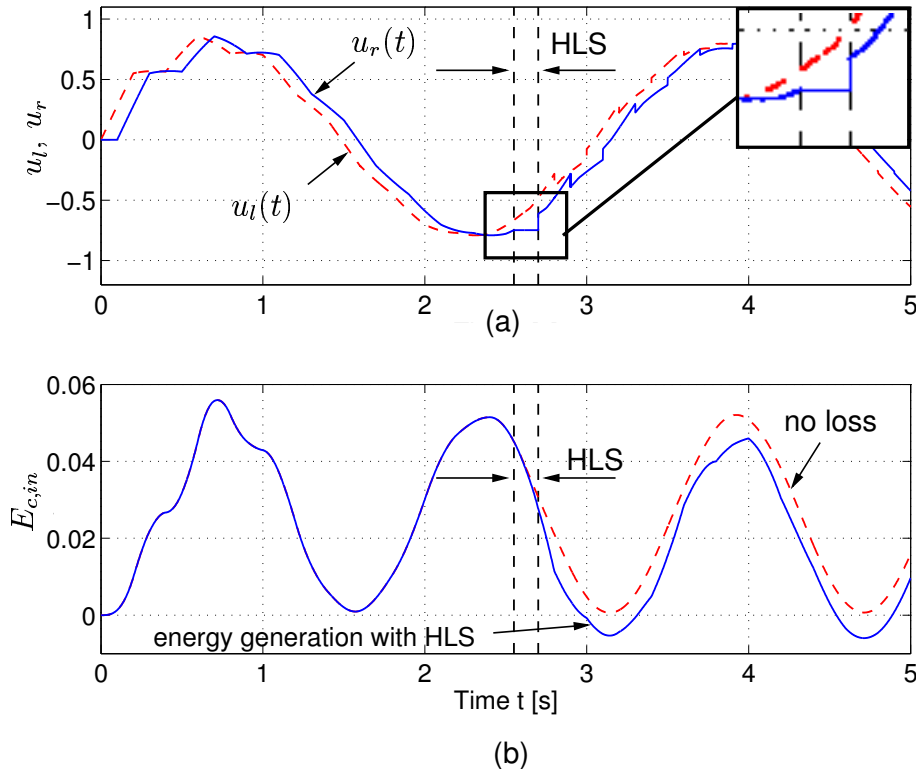 1
0.5
0
−0.5
−1
u_l, u_r
u_r(t)
HLS
u_l(t)
0 1 2 3 4 5
(a)
0.06
0.04
0.02
0
E_{c,in}
no loss
HLS
energy generation with HLS
0 1 2 3 4 5
Time t [s]
(b)